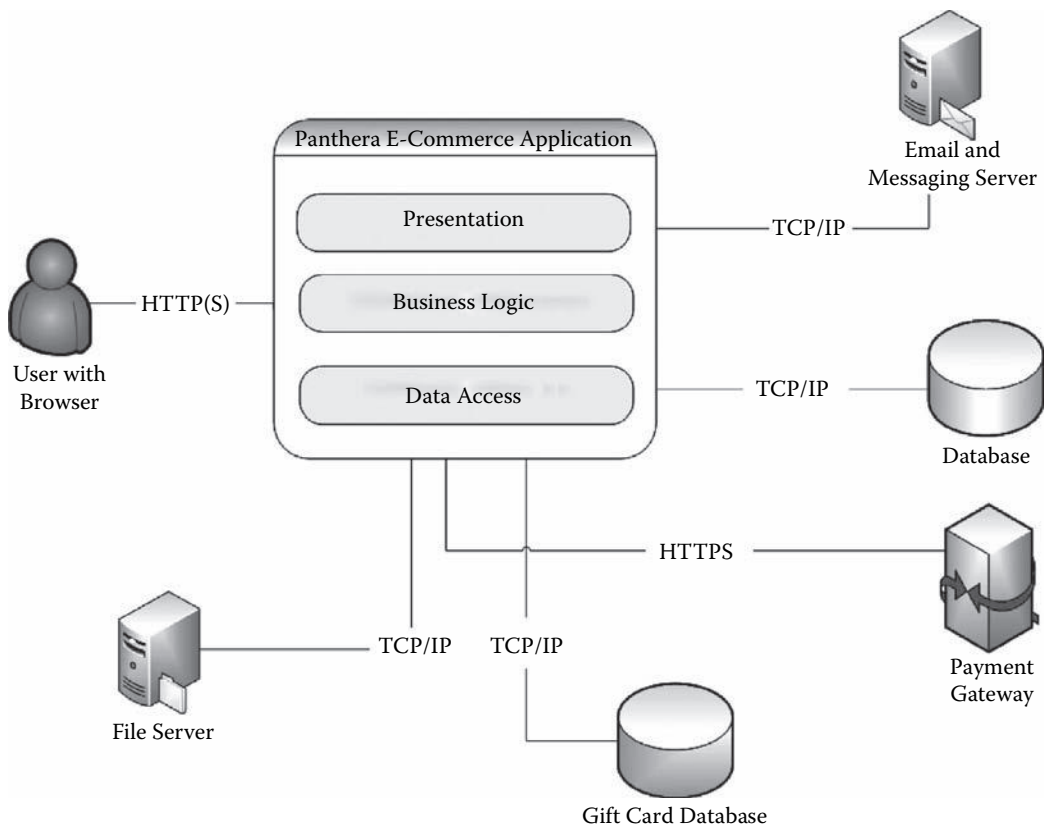 Panthera E-Commerce Application
Presentation
Business Logic
Data Access
Email and
Messaging Server
TCP/IP
HTTP(S)
User with
Browser
TCP/IP
Database
HTTPS
Payment
Gateway
TCP/IP
TCP/IP
File Server
Gift Card Database